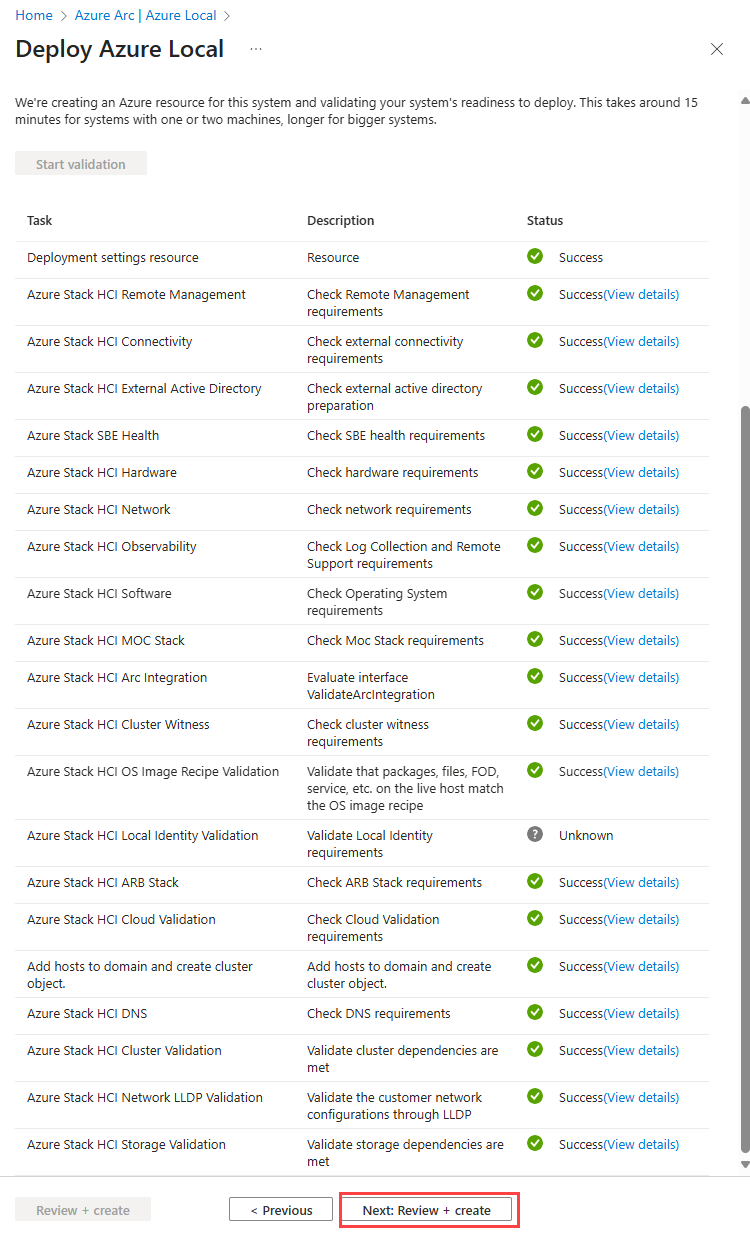 Home > Azure Arc | Azure Local >
Deploy Azure Local ...
We're creating an Azure resource for this system and validating your system's readiness to deploy. This takes around 15
minutes for systems with one or two machines, longer for bigger systems.
Start validation
Task Description Status
Deployment settings resource Resource Success
Azure Stack HCI Remote Management Check Remote Management Success(View details)
requirements
Azure Stack HCI Connectivity Check external connectivity Success(View details)
requirements
Azure Stack HCI External Active Directory Check external active directory Success(View details)
preparation
Azure Stack SBE Health Check SBE health requirements Success(View details)
Azure Stack HCI Hardware Check hardware requirements Success(View details)
Azure Stack HCI Network Check network requirements Success(View details)
Azure Stack HCI Observability Check Log Collection and Remote Success(View details)
Support requirements
Azure Stack HCI Software Check Operating System Success(View details)
requirements
Azure Stack HCI MOC Stack Check Moc Stack requirements Success(View details)
Azure Stack HCI Arc Integration Evaluate interface Success(View details)
ValidateArcIntegration
Azure Stack HCI Cluster Witness Check cluster witness Success(View details)
requirements
Azure Stack HCI OS Image Recipe Validation Validate that packages, files, FOD, Success(View details)
service, etc. on the live host match
the OS image recipe
Azure Stack HCI Local Identity Validation Validate Local Identity ? Unknown
requirements
Azure Stack HCI ARB Stack Check ARB Stack requirements Success(View details)
Azure Stack HCI Cloud Validation Check Cloud Validation Success(View details)
requirements
Add hosts to domain and create cluster Add hosts to domain and create Success(View details)
object. cluster object.
Azure Stack HCI DNS Check DNS requirements Success(View details)
Azure Stack HCI Cluster Validation Validate cluster dependencies are Success(View details)
met
Azure Stack HCI Network LLDP Validation Validate the customer network Success(View details)
configurations through LLDP
Azure Stack HCI Storage Validation Validate storage dependencies are Success(View details)
met
Review + create < Previous Next: Review + create